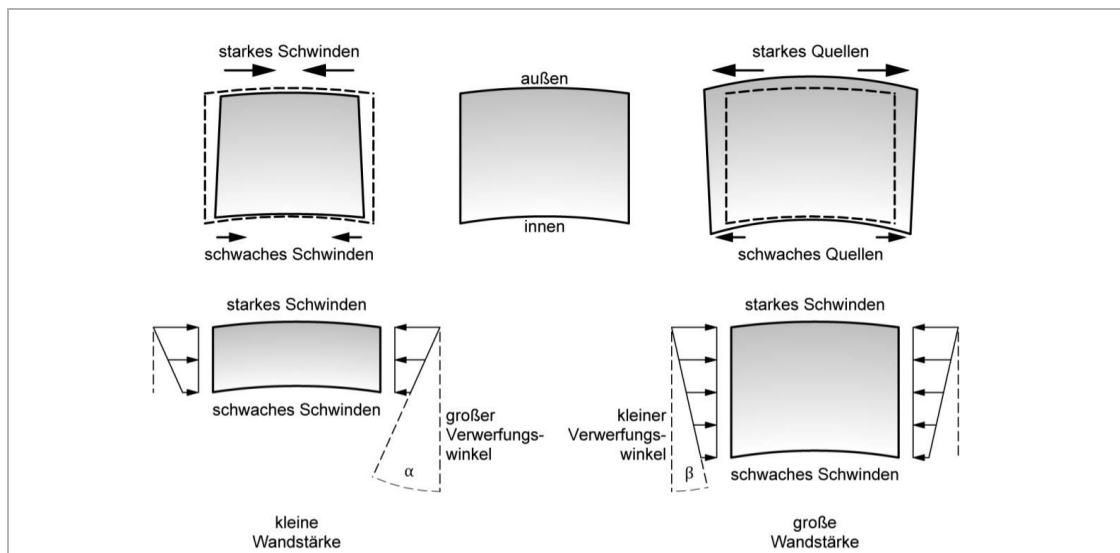 starkes Schwinden
außen
starkes Quellen
innen
schwaches Schwinden
schwaches Quellen
starkes Schwinden
starkes Schwinden
schwaches Schwinden
großer
Verwerfungs-
winkel
α
kleiner
Verwerfungs-
winkel
β
schwaches Schwinden
kleine
Wandstärke
große
Wandstärke